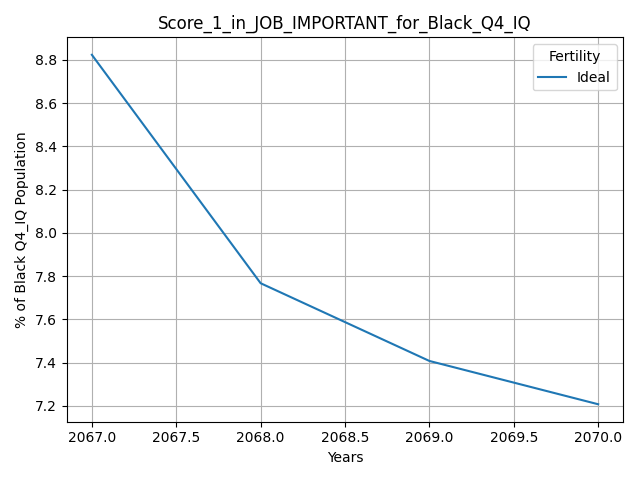 Score_1_in_JOB_IMPORTANT_for_Black_Q4_IQ
Fertility
Ideal
% of Black Q4_IQ Population
8.8
8.6
8.4
8.2
8.0
7.8
7.6
7.4
7.2
2067.0 2067.5 2068.0 2068.5 2069.0 2069.5 2070.0
Years